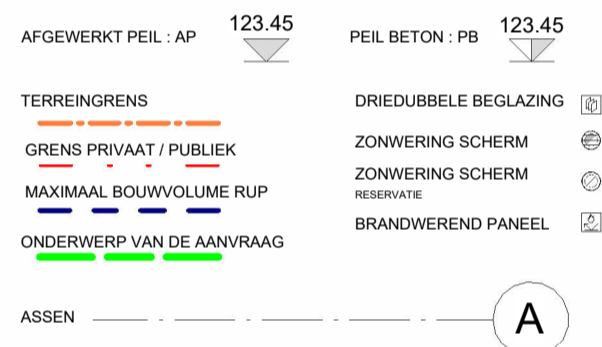 AFGEWERKT PEIL : AP 123.45
PEIL BETON : PB 123.45
TERREINGRENS
GRENS PRIVAAT / PUBLIEK
MAXIMAAL BOUWVOLUME RUP
ONDERWERP VAN DE AANVRAAG
DRIEDUBBELE BEGLAZING
ZONWERING SCHERM
ZONWERING SCHERM
RESERVATIE
BRANDWEREND PANEEL
ASSEN A